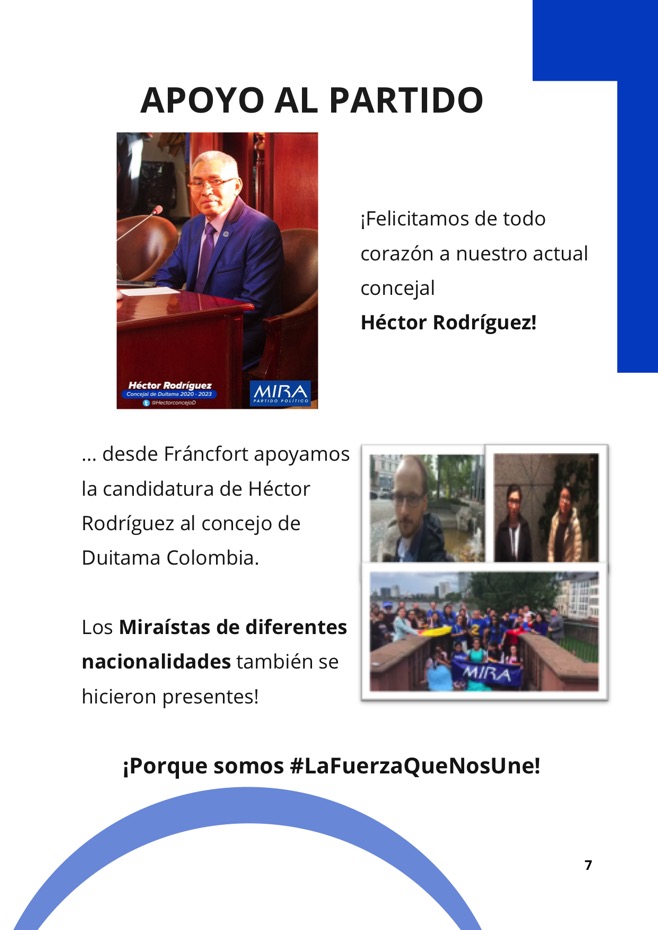 APOYO AL PARTIDO
¡Felicitamos de todo
corazón a nuestro actual
concejal
Héctor Rodríguez!
Héctor Rodríguez
Concejal de Duitama 2020 - 2023
@HectorconcejalD
MIRA
PARTIDO POLÍTICO
... desde Fráncfort apoyamos
la candidatura de Héctor
Rodríguez al concejo de
Duitama Colombia.
Los Miraístas de diferentes
nacionalidades también se
hicieron presentes!
MIRA
¡Porque somos #LaFuerzaQueNosUne!
7